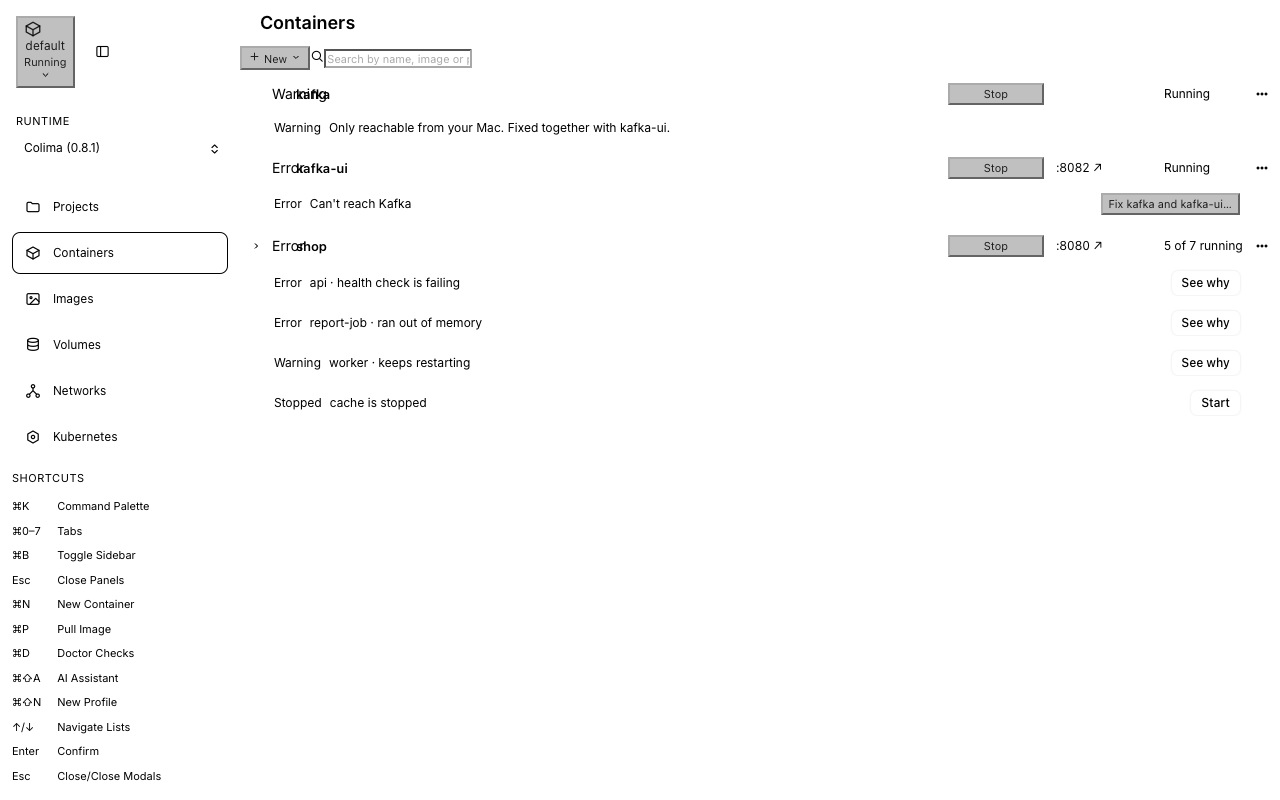 default
Running
RUNTIME
Colima (0.8.1)
Projects
Containers
Images
Volumes
Networks
Kubernetes
SHORTCUTS
⌘K Command Palette
⌘0–7 Tabs
⌘B Toggle Sidebar
Esc Close Panels
⌘N New Container
⌘P Pull Image
⌘D Doctor Checks
⌘⇧A AI Assistant
⌘⇧N New Profile
↑/↓ Navigate Lists
Enter Confirm
Esc Close/Close Modals
Containers
New Search by name, image or
Warning kafka Stop Running
Warning Only reachable from your Mac. Fixed together with kafka-ui.
Error kafka-ui Stop :8082 ↗ Running
Error Can't reach Kafka Fix kafka and kafka-ui...
Error shop Stop :8080 ↗ 5 of 7 running
Error api · health check is failing See why
Error report-job · ran out of memory See why
Warning worker · keeps restarting See why
Stopped cache is stopped Start